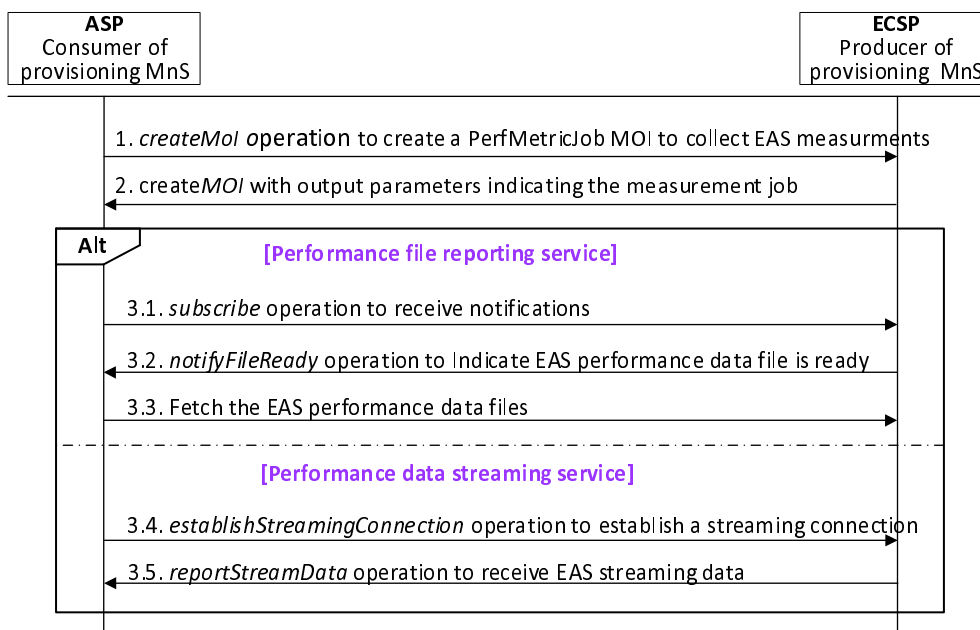 ASP
Consumer of
provisioning MnS
ECSP
Producer of
provisioning MnS
1. createMoI operation to create a PerfMetricJob MOI to collect EAS measurments
2. createMOI with output parameters indicating the measurement job
Alt
[Performance file reporting service]
3.1. subscribe operation to receive notifications
3.2. notifyFileReady operation to Indicate EAS performance data file is ready
3.3. Fetch the EAS performance data files
[Performance data streaming service]
3.4. establishStreamingConnection operation to establish a streaming connection
3.5. reportStreamData operation to receive EAS streaming data